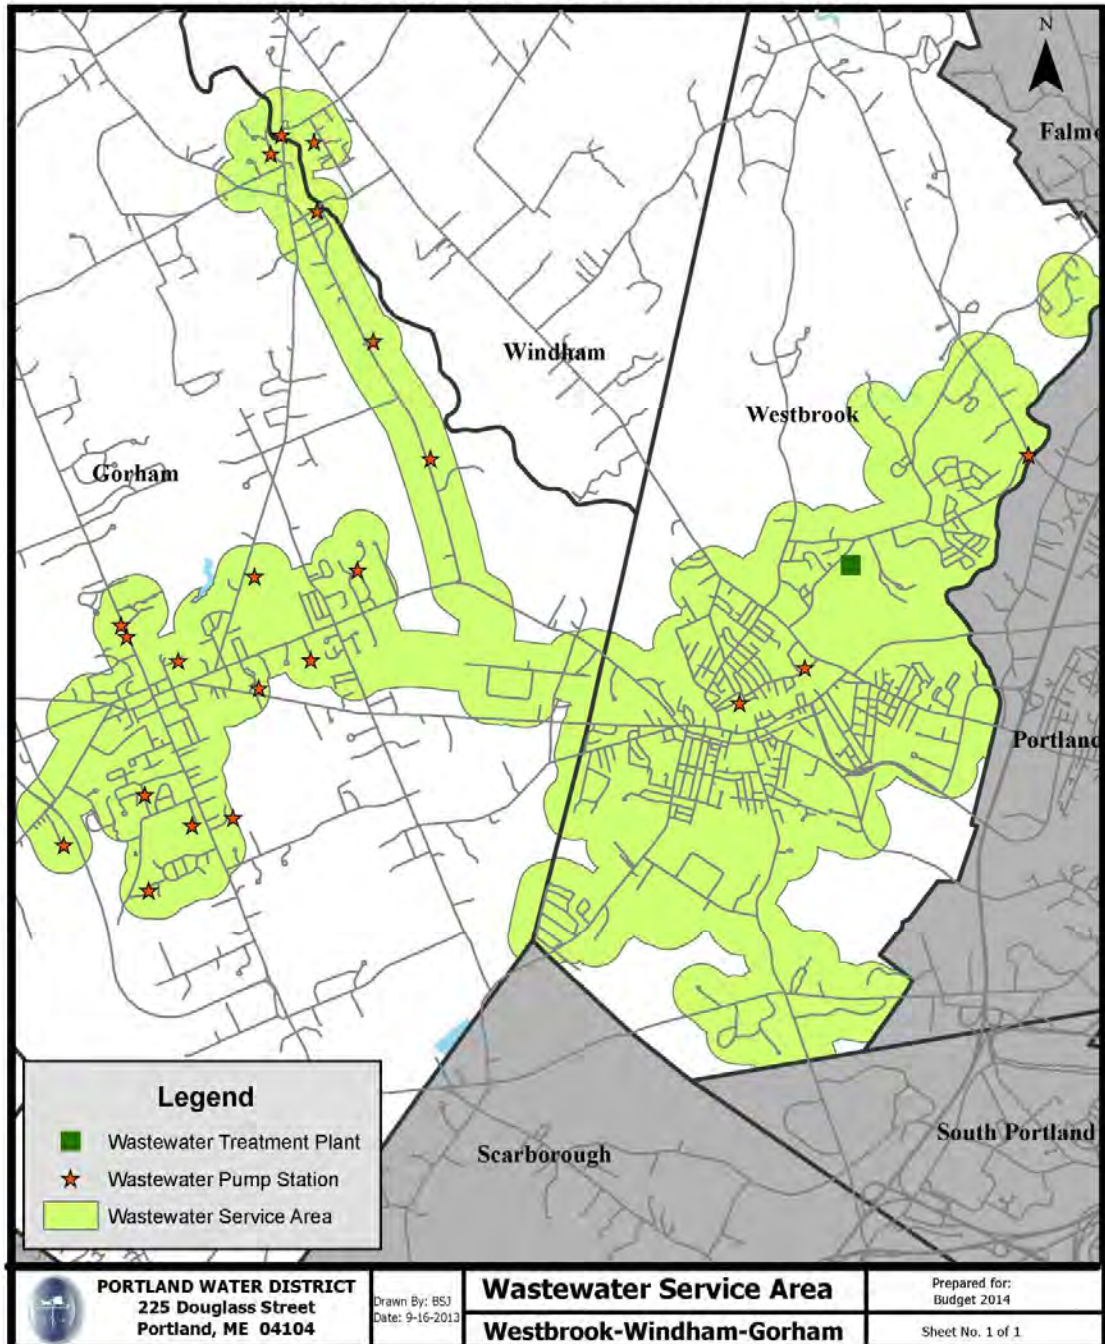 N
Falmo
Windham
Westbrook
Gorham
Portland
Legend
Wastewater Treatment Plant
Wastewater Pump Station
Wastewater Service Area
Scarborough
South Portland
PORTLAND WATER DISTRICT
225 Douglass Street
Portland, ME 04104
Drawn By: BSJ
Date: 9-16-2013
Wastewater Service Area
Westbrook-Windham-Gorham
Prepared for:
Budget 2014
Sheet No. 1 of 1